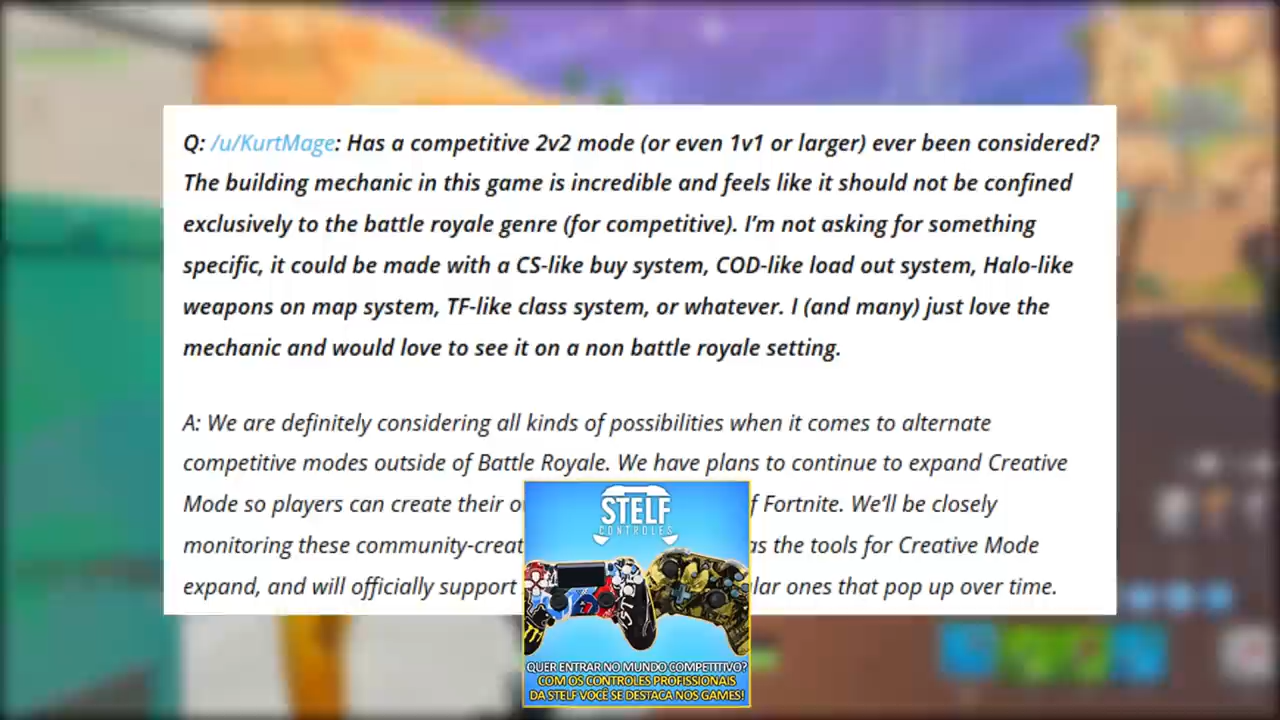 Q: /u/KurtMage: Has a competitive 2v2 mode (or even 1v1 or larger) ever been considered?
The building mechanic in this game is incredible and feels like it should not be confined
exclusively to the battle royale genre (for competitive). I'm not asking for something
specific, it could be made with a CS-like buy system, COD-like load out system, Halo-like
weapons on map system, TF-like class system, or whatever. I (and many) just love the
mechanic and would love to see it on a non battle royale setting.
A: We are definitely considering all kinds of possibilities when it comes to alternate
competitive modes outside of Battle Royale. We have plans to continue to expand Creative
Mode so players can create their Fortnite. We'll be closely
monitoring these as the tools for Creative Mode
expand, and will officially support ones that pop up over time.
STELF
CONTROLES
QUER ENTRAR NO MUNDO COMPETITIVO?
COM OS CONTROLES PROFISSIONAIS
DA STELF VOCÊ SE DESTACA NOS GAMES!